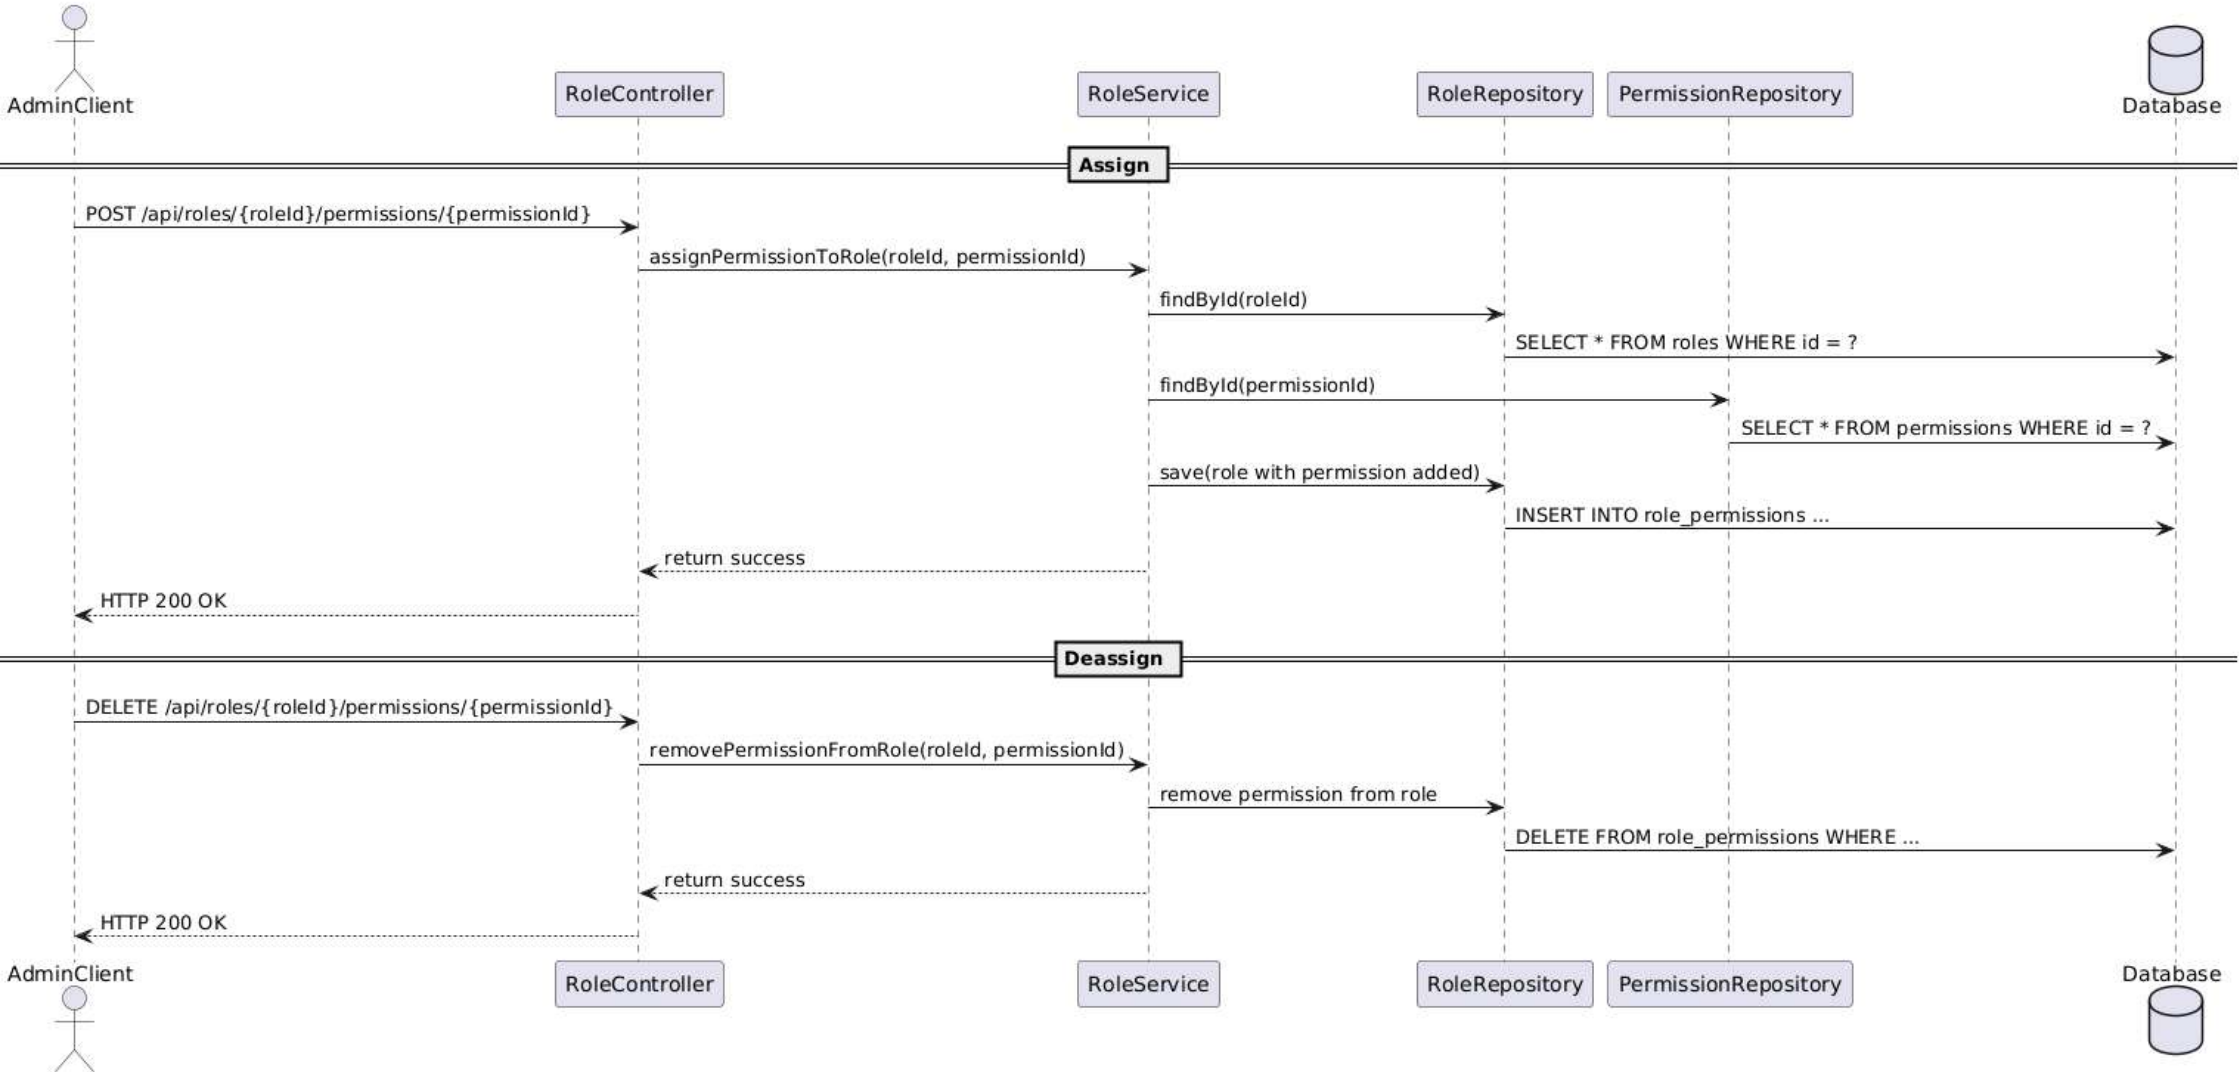 AdminClient
RoleController
RoleService
RoleRepository
PermissionRepository
Database
Assign
POST /api/roles/{roleId}/permissions/{permissionId}
assignPermissionToRole(roleId, permissionId)
findById(roleId)
SELECT * FROM roles WHERE id = ?
findById(permissionId)
SELECT * FROM permissions WHERE id = ?
save(role with permission added)
INSERT INTO role_permissions ...
return success
HTTP 200 OK
Deassign
DELETE /api/roles/{roleId}/permissions/{permissionId}
removePermissionFromRole(roleId, permissionId)
remove permission from role
DELETE FROM role_permissions WHERE ...
return success
HTTP 200 OK
AdminClient
RoleController
RoleService
RoleRepository
PermissionRepository
Database